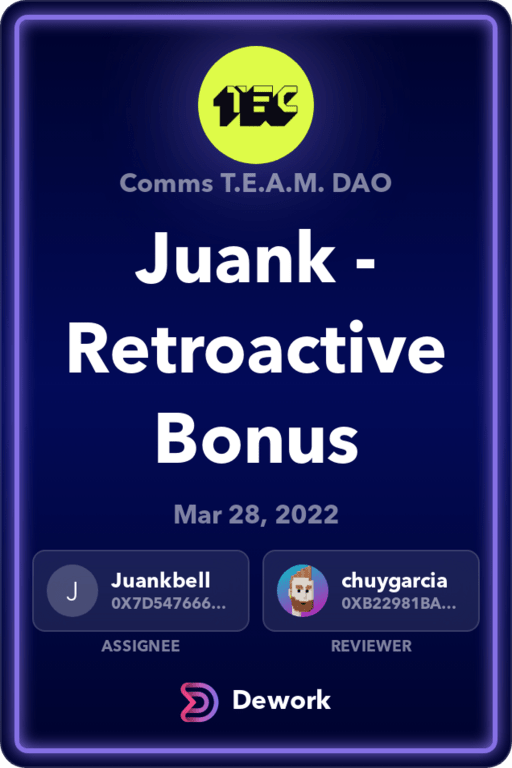 TEC
Comms T.E.A.M. DAO
Juank -
Retroactive
Bonus
Mar 28, 2022
J
Juankbell
0X7D547666...
chuygarcia
0XB22981BA...
ASSIGNEE
REVIEWER
Dework